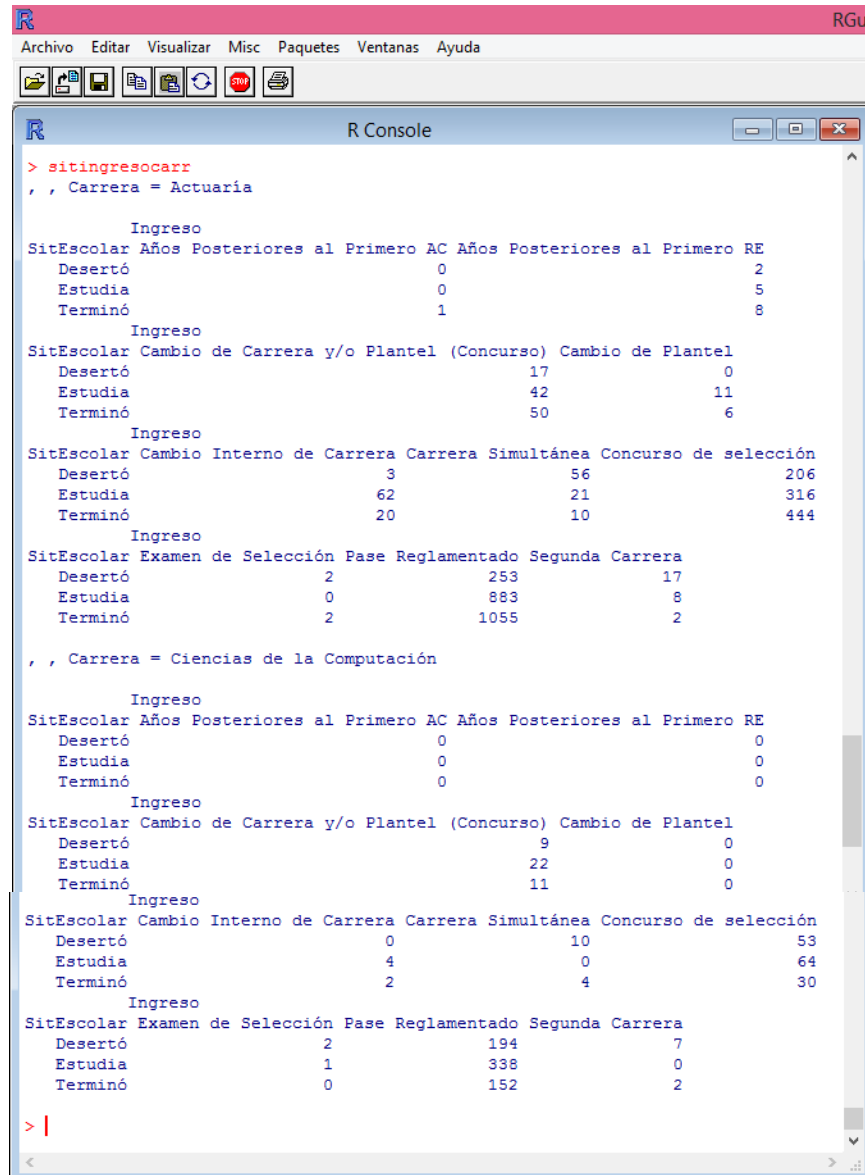 RGu
Archivo Editar Visualizar Misc Paquetes Ventanas Ayuda
STOP
R Console
> sitingresocarr
, , Carrera = Actuaría
Ingreso
SitEscolar Años Posteriores al Primero AC Años Posteriores al Primero RE
Desertó 0 2
Estudia 0 5
Terminó 1 8
Ingreso
SitEscolar Cambio de Carrera y/o Plantel (Concurso) Cambio de Plantel
Desertó 17 0
Estudia 42 11
Terminó 50 6
Ingreso
SitEscolar Cambio Interno de Carrera Carrera Simultánea Concurso de selección
Desertó 3 56 206
Estudia 62 21 316
Terminó 20 10 444
Ingreso
SitEscolar Examen de Selección Pase Reglamentado Segunda Carrera
Desertó 2 253 17
Estudia 0 883 8
Terminó 2 1055 2
, , Carrera = Ciencias de la Computación
Ingreso
SitEscolar Años Posteriores al Primero AC Años Posteriores al Primero RE
Desertó 0 0
Estudia 0 0
Terminó 0 0
Ingreso
SitEscolar Cambio de Carrera y/o Plantel (Concurso) Cambio de Plantel
Desertó 9 0
Estudia 22 0
Terminó 11 0
Ingreso
SitEscolar Cambio Interno de Carrera Carrera Simultánea Concurso de selección
Desertó 0 10 53
Estudia 4 0 64
Terminó 2 4 30
Ingreso
SitEscolar Examen de Selección Pase Reglamentado Segunda Carrera
Desertó 2 194 7
Estudia 1 338 0
Terminó 0 152 2
>